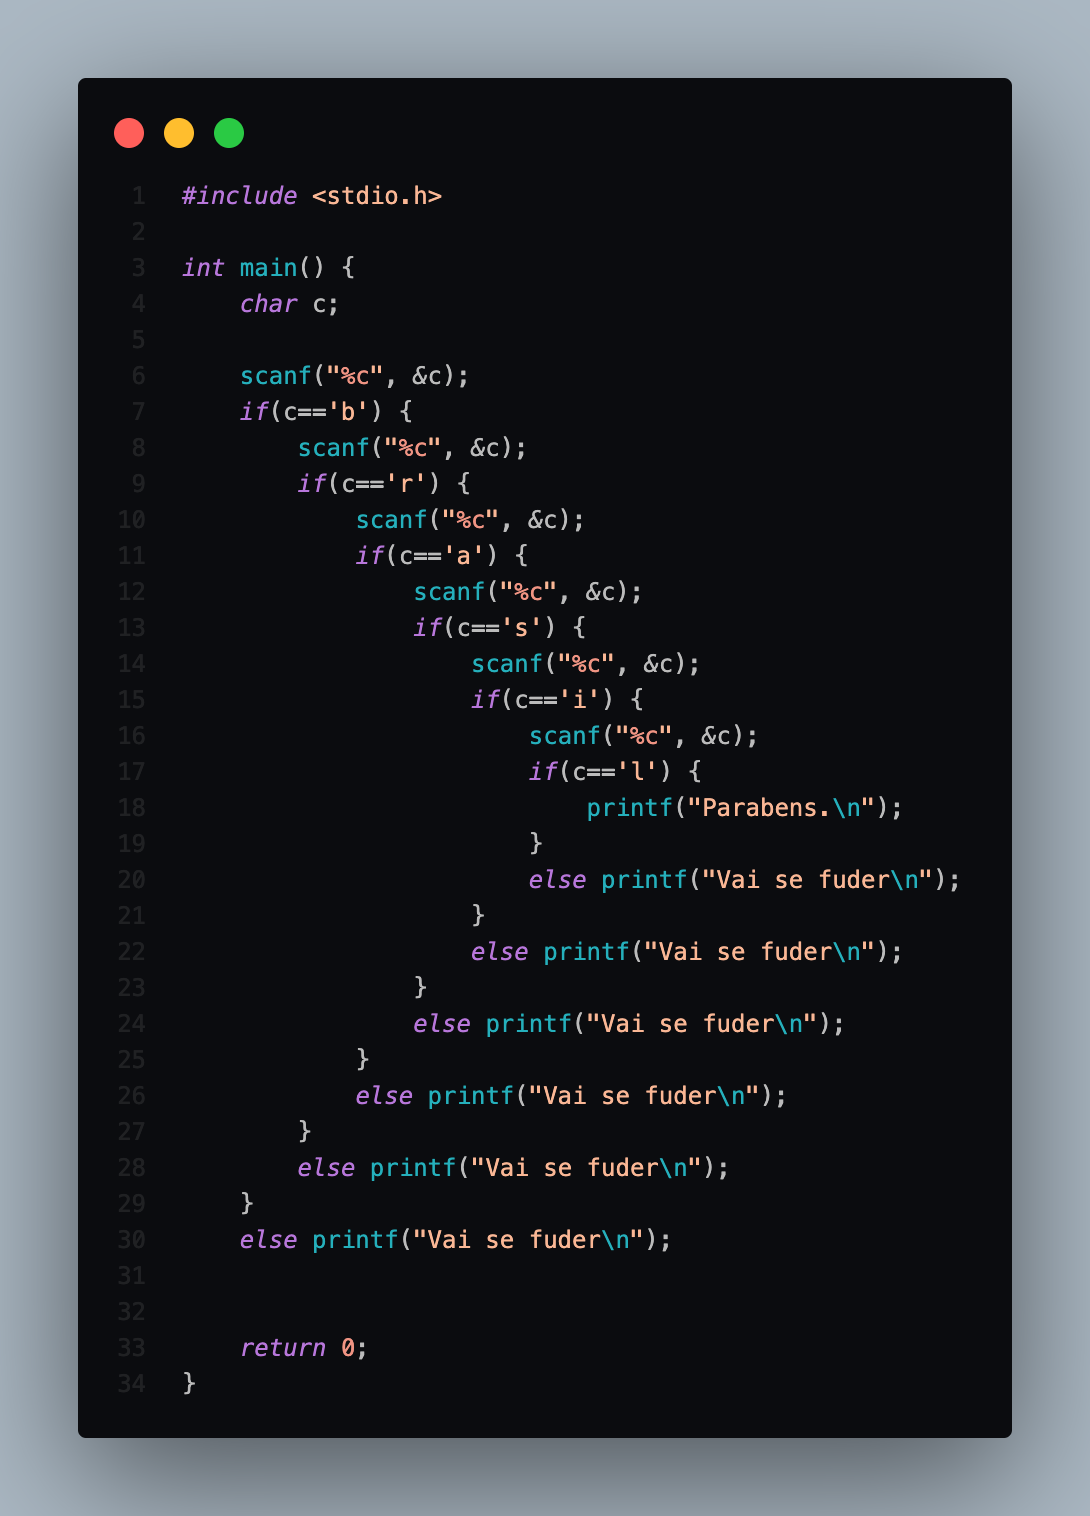 1 #include <stdio.h>
2
3 int main() {
4     char c;
5
6     scanf("%c", &c);
7     if(c=='b') {
8         scanf("%c", &c);
9         if(c=='r') {
10             scanf("%c", &c);
11             if(c=='a') {
12                 scanf("%c", &c);
13                 if(c=='s') {
14                     scanf("%c", &c);
15                     if(c=='i') {
16                         scanf("%c", &c);
17                         if(c=='l') {
18                             printf("Parabens.\n");
19                         }
20                         else printf("Vai se fuder\n");
21                     }
22                     else printf("Vai se fuder\n");
23                 }
24                 else printf("Vai se fuder\n");
25             }
26             else printf("Vai se fuder\n");
27         }
28         else printf("Vai se fuder\n");
29     }
30     else printf("Vai se fuder\n");
31
32
33     return 0;
34 }